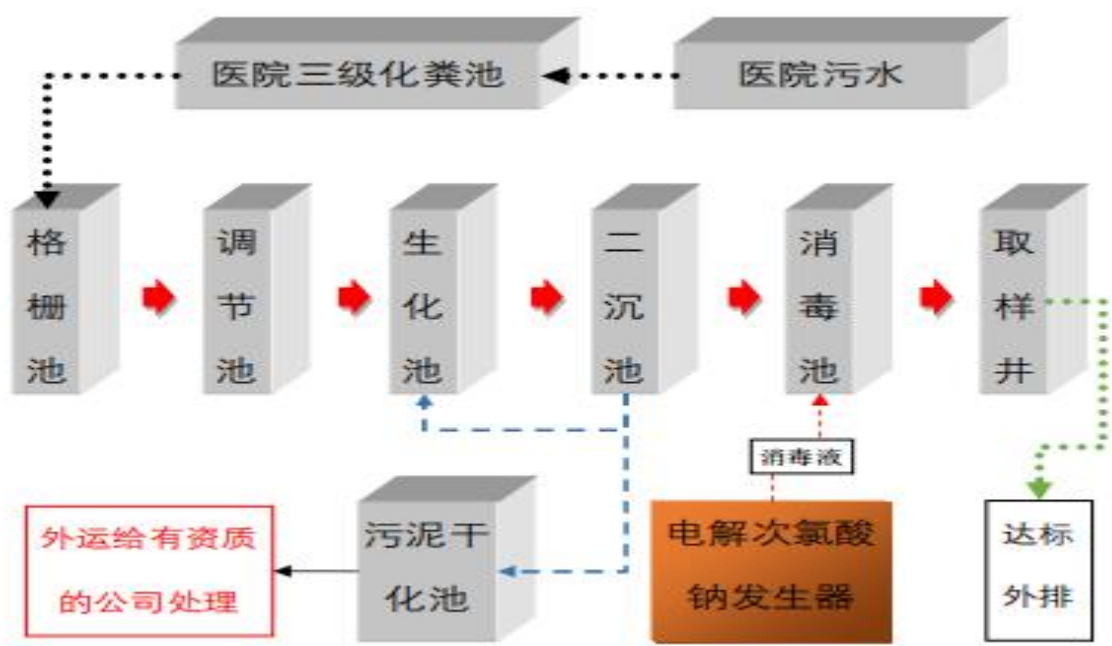 医院三级化粪池
医院污水
格栅池
调节池
生化池
二沉池
消毒池
取样井
消毒液
外运给有资质
的公司处理
污泥干
化池
电解次氯酸
钠发生器
达标
外排